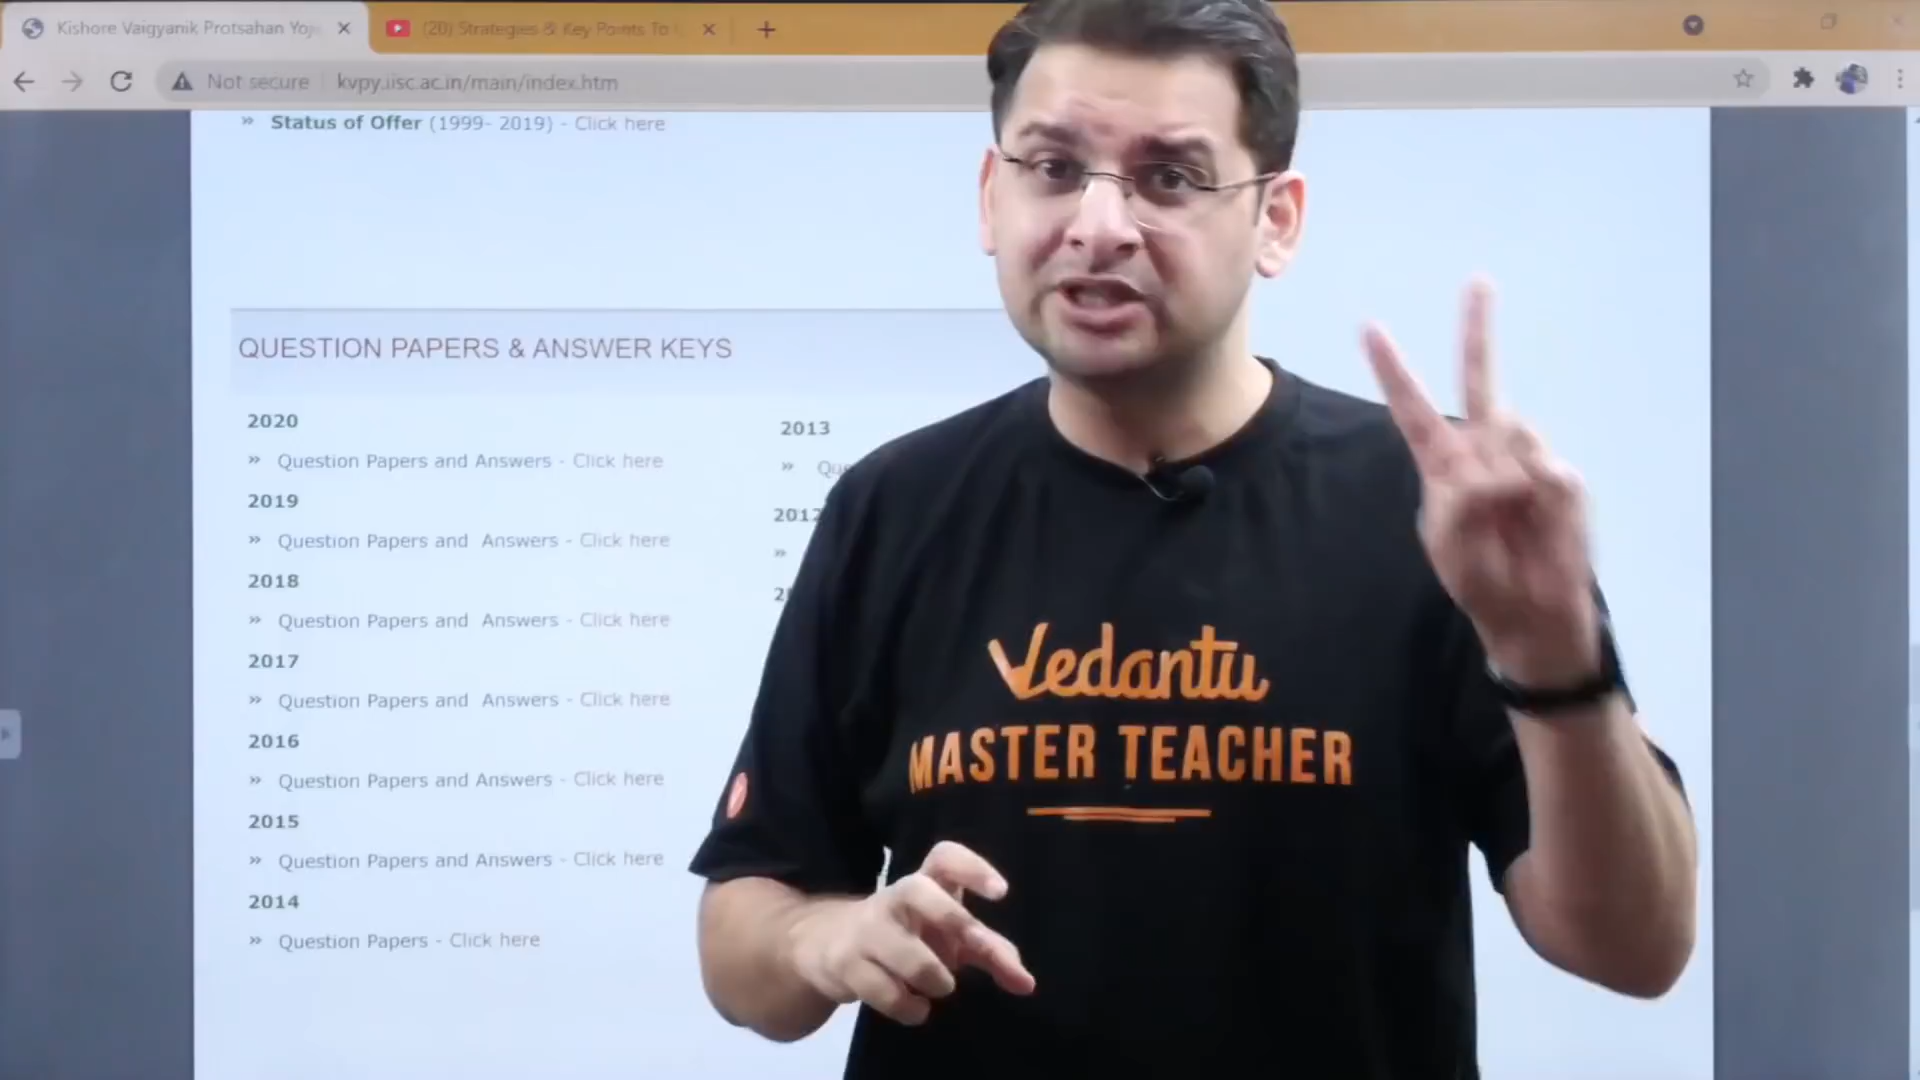 Kishore Vaigyanik Protsahan Yoj
(20) Strategies & Key Points To
Not secure
kvpy.iisc.ac.in/main/index.htm
» Status of Offer (1999- 2019) - Click here
QUESTION PAPERS & ANSWER KEYS
2020
» Question Papers and Answers - Click here
2019
» Question Papers and Answers - Click here
2018
» Question Papers and Answers - Click here
2017
» Question Papers and Answers - Click here
2016
» Question Papers and Answers - Click here
2015
» Question Papers and Answers - Click here
2014
» Question Papers - Click here
2013
»
2012
»
Vedantu
MASTER TEACHER